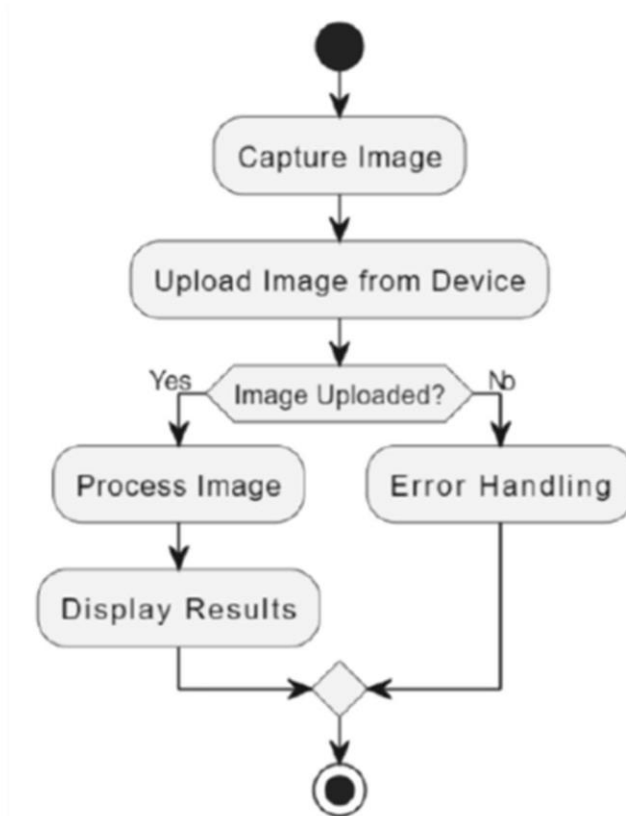 Capture Image
Upload Image from Device
Yes
Image Uploaded?
No
Process Image
Error Handling
Display Results